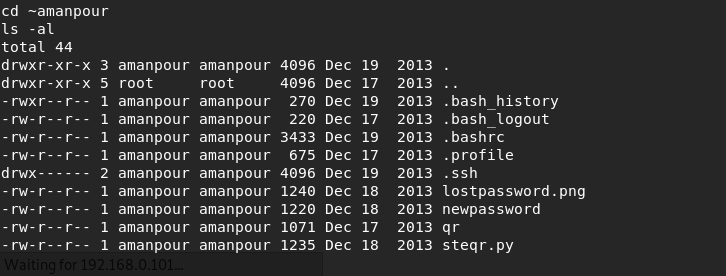 cd ~amanpour
ls -al
total 44
drwxr-xr-x 3 amanpour amanpour 4096 Dec 19  2013 .
drwxr-xr-x 5 root     root     4096 Dec 17  2013 ..
-rwxr--r-- 1 amanpour amanpour  270 Dec 19  2013 .bash_history
-rw-r--r-- 1 amanpour amanpour  220 Dec 17  2013 .bash_logout
-rw-r--r-- 1 amanpour amanpour 3433 Dec 19  2013 .bashrc
-rw-r--r-- 1 amanpour amanpour  675 Dec 17  2013 .profile
drwx------ 2 amanpour amanpour 4096 Dec 19  2013 .ssh
-rw-r--r-- 1 amanpour amanpour 1240 Dec 18  2013 lostpassword.png
-rw-r--r-- 1 amanpour amanpour 1220 Dec 18  2013 newpassword
-rw-r--r-- 1 amanpour amanpour 1071 Dec 17  2013 qr
-rw-r--r-- 1 amanpour amanpour 1235 Dec 18  2013 steqr.py
Waiting for 192.168.0.101...